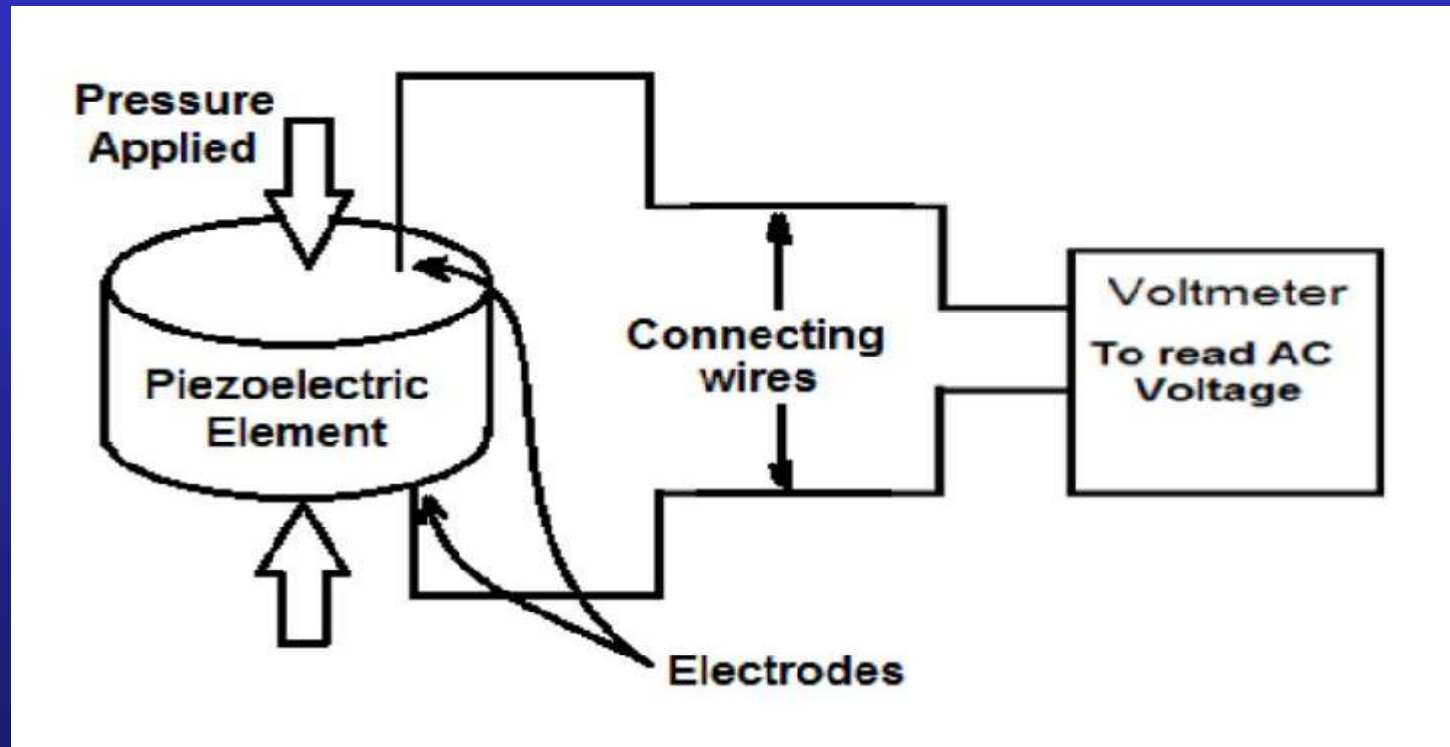 Pressure
Applied
Piezoelectric
Element
Connecting
wires
Voltmeter
To read AC
Voltage
Electrodes